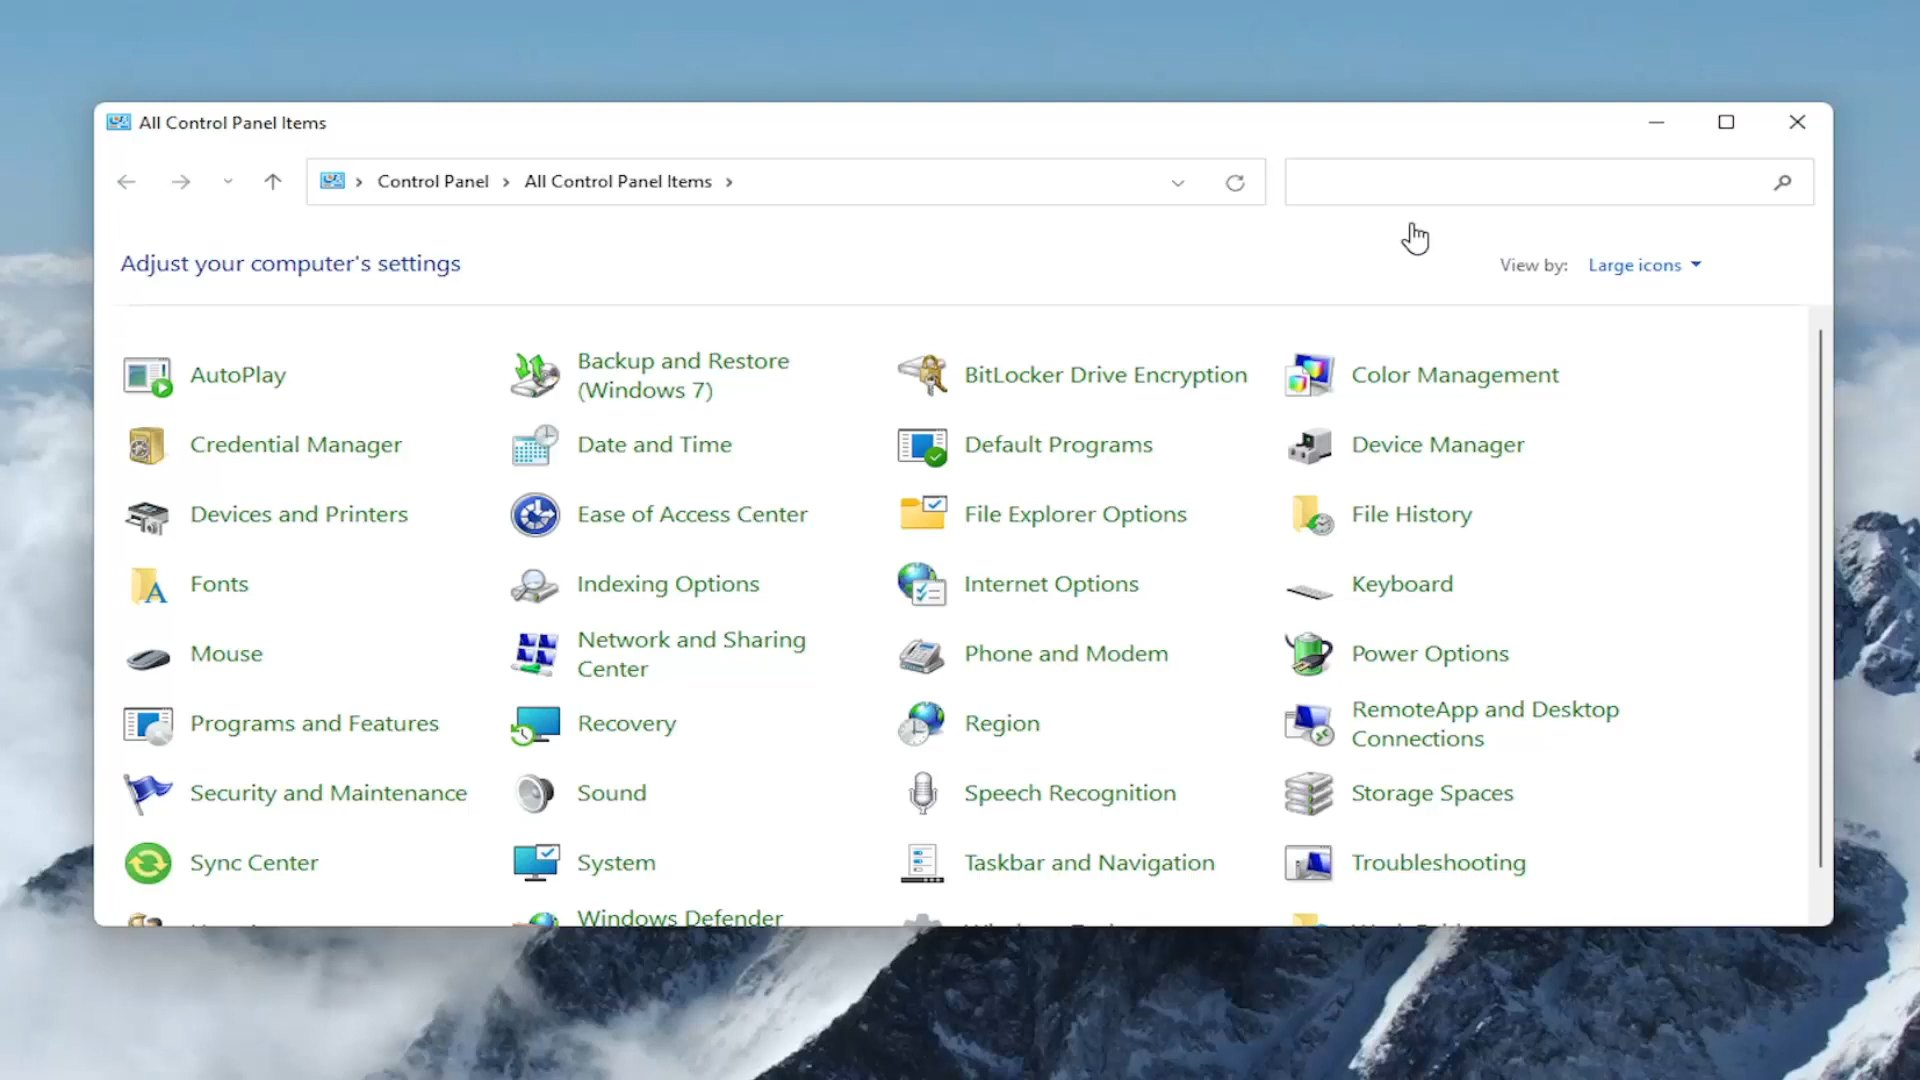 All Control Panel Items
Control Panel
All Control Panel Items
Adjust your computer's settings
View by: Large icons
AutoPlay
Backup and Restore
(Windows 7)
BitLocker Drive Encryption
Color Management
Credential Manager
Date and Time
Default Programs
Device Manager
Devices and Printers
Ease of Access Center
File Explorer Options
File History
Fonts
Indexing Options
Internet Options
Keyboard
Mouse
Network and Sharing
Center
Phone and Modem
Power Options
Programs and Features
Recovery
Region
RemoteApp and Desktop
Connections
Security and Maintenance
Sound
Speech Recognition
Storage Spaces
Sync Center
System
Taskbar and Navigation
Troubleshooting
Windows Defender